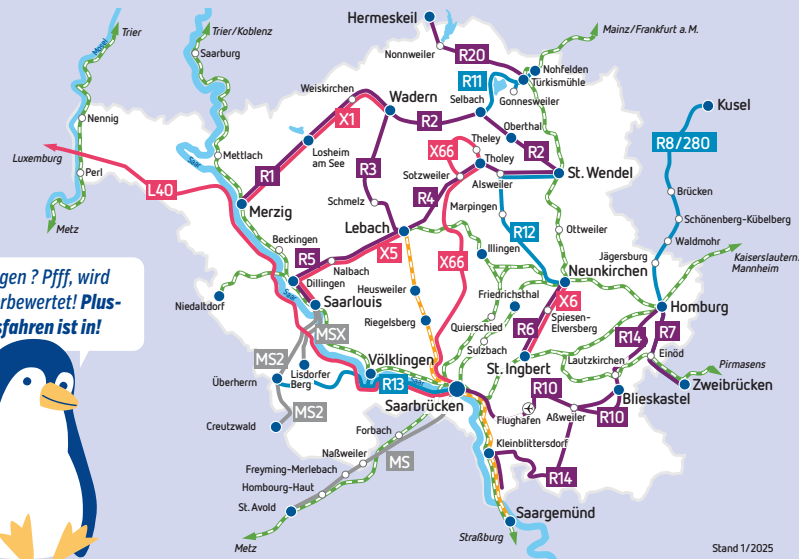 Trier
Trier/Koblenz
Mosel
Saarburg
Hermeskeil
Mainz/Frankfurt a.M.
Nonnweiler
R20
Nohfelden
Türkismühle
R11
Gonnesweiler
Selbach
Weiskirchen
Wadern
X1
R2
Oberthal
Kusel
Nennig
Theley
R8/280
Luxemburg
Mettlach
Saar
Losheim
am See
X66
Tholey
R2
Perl
L40
R1
R3
Sotzweiler
Alsweiler
St. Wendel
Merzig
Schmelz
R4
Marpingen
Brücken
Metz
Lebach
R12
Ottweiler
Schönenberg-Kübelberg
Beckingen
X5
Waldmohr
R5
Nalbach
Illingen
X66
Jägersburg
Kaiserslautern/
Mannheim
Dillingen
Saar
Heusweiler
Neunkirchen
Niedaltdorf
Saarlouis
Friedrichsthal
X6
Homburg
MSX
Riegelsberg
Quierschied
Spiesen-
Elversberg
R6
R14
R7
Sulzbach
MS2
Völklingen
St. Ingbert
Lautzkirchen
Einöd
Pirmasens
Überherrn
Lisdorfer
Berg
R13
Saar
R10
Zweibrücken
Saarbrücken
Blieskastel
MS2
Flughafen
Aßweiler
R10
Creutzwald
Forbach
Kleinblittersdorf
Naßweiler
MS
Freyming-Merlebach
R14
Hombourg-Haut
St. Avold
Saargemünd
Metz
Straßburg
Stand 1/2025
gen ? Pfff, wird
rbewertet! Plus-
sfahren ist in!